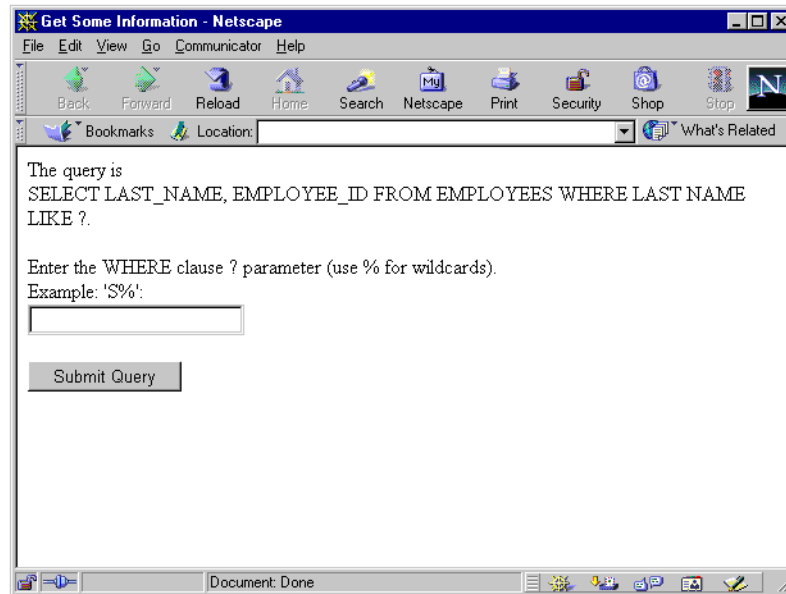 Get Some Information - Netscape
File Edit View Go Communicator Help
My
Back Forward Reload Home Search Netscape Print Security Shop Stop N
Bookmarks Location: What's Related
The query is
SELECT LAST_NAME, EMPLOYEE_ID FROM EMPLOYEES WHERE LAST NAME
LIKE ?.
Enter the WHERE clause ? parameter (use % for wildcards).
Example: 'S%':
Submit Query
Document: Done